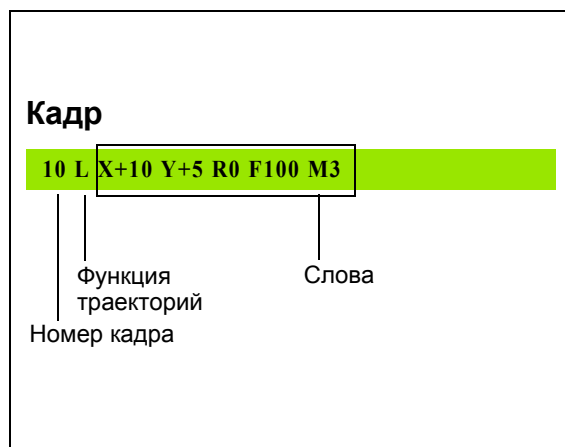 Кадр
10 L X+10 Y+5 R0 F100 M3
Функция
траекторий
Слова
Номер кадра